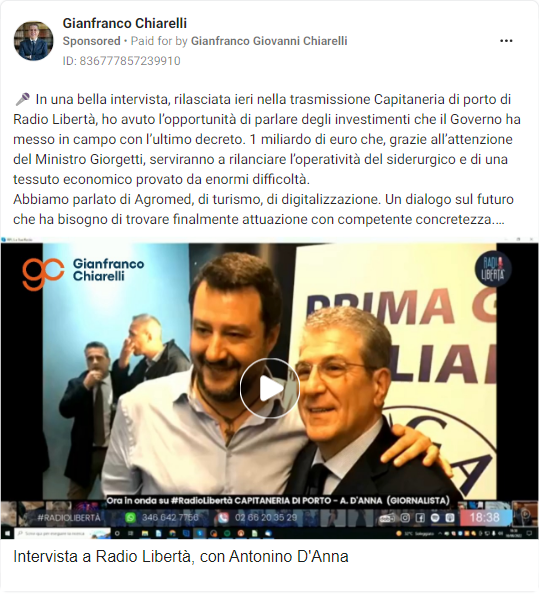 Gianfranco Chiarelli
Sponsored • Paid for by Gianfranco Giovanni Chiarelli
ID: 836777857239910
🎤 In una bella intervista, rilasciata ieri nella trasmissione Capitaneria di porto di
Radio Libertà, ho avuto l’opportunità di parlare degli investimenti che il Governo ha
messo in campo con l’ultimo decreto. 1 miliardo di euro che, grazie all’attenzione
del Ministro Giorgetti, serviranno a rilanciare l’operatività del siderurgico e di una
tessuto economico provato da enormi difficoltà.
Abbiamo parlato di Agromed, di turismo, di digitalizzazione. Un dialogo sul futuro
che ha bisogno di trovare finalmente attuazione con competente concretezza....
gc Gianfranco
Chiarelli
RADIO
LIBERTÀ
PRIMA G
LIAI
Ora in onda su #RadioLibertà CAPITANERIA DI PORTO - A. D'ANNA (GIORNALISTA)
#RADIOLIBERTÀ 346 642 7756 02 66 20 35 29 18:38
Intervista a Radio Libertà, con Antonino D'Anna